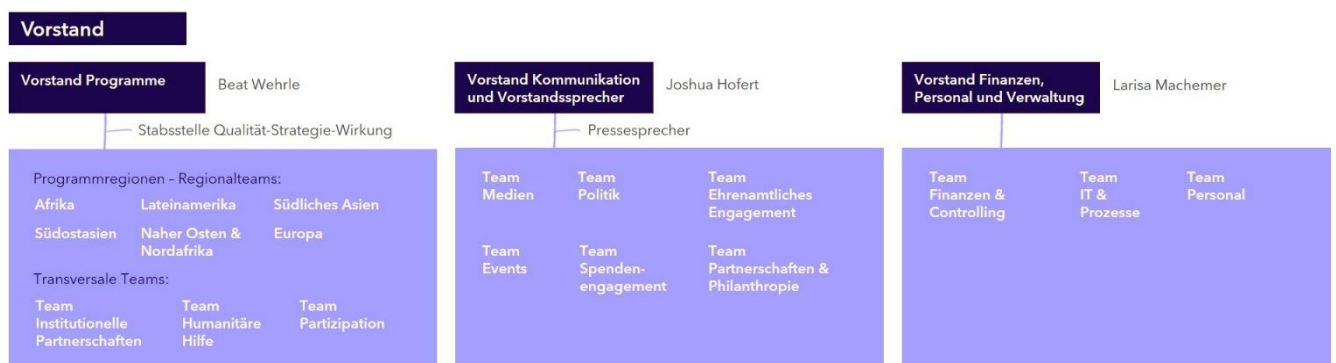 Vorstand
Vorstand Programme
Beat Wehrle
Stabsstelle Qualität-Strategie-Wirkung
Programmregionen – Regionalteams:
Afrika
Lateinamerika
Südliches Asien
Südostasien
Naher Osten &
Nordafrika
Europa
Transversale Teams:
Team
Institutionelle
Partnerschaften
Team
Humanitäre
Hilfe
Team
Partizipation
Vorstand Kommunikation
und Vorstandssprecher
Joshua Hofert
Pressesprecher
Team
Medien
Team
Politik
Team
Ehrenamtliches
Engagement
Team
Events
Team
Spenden-
engagement
Team
Partnerschaften &
Philanthropie
Vorstand Finanzen,
Personal und Verwaltung
Larisa Machemer
Team
Finanzen &
Controlling
Team
IT &
Prozesse
Team
Personal